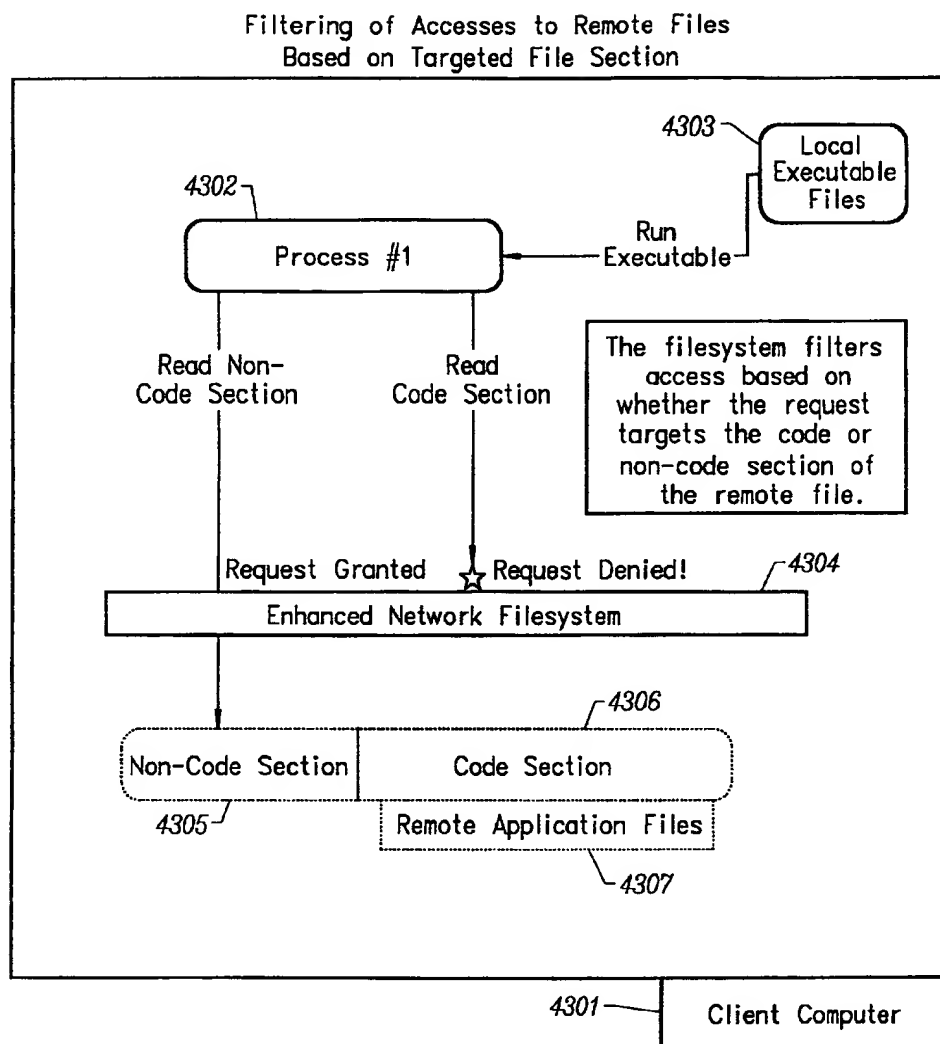 Filtering of Accesses to Remote Files
Based on Targeted File Section
4303
Local
Executable
Files
4302
Process #1
Run
Executable
Read Non-
Code Section
Read
Code Section
The filesystem filters
access based on
whether the request
targets the code or
non-code section of
the remote file.
Request Granted
Request Denied!
4304
Enhanced Network Filesystem
4306
Non-Code Section
Code Section
4305
Remote Application Files
4307
4301
Client Computer